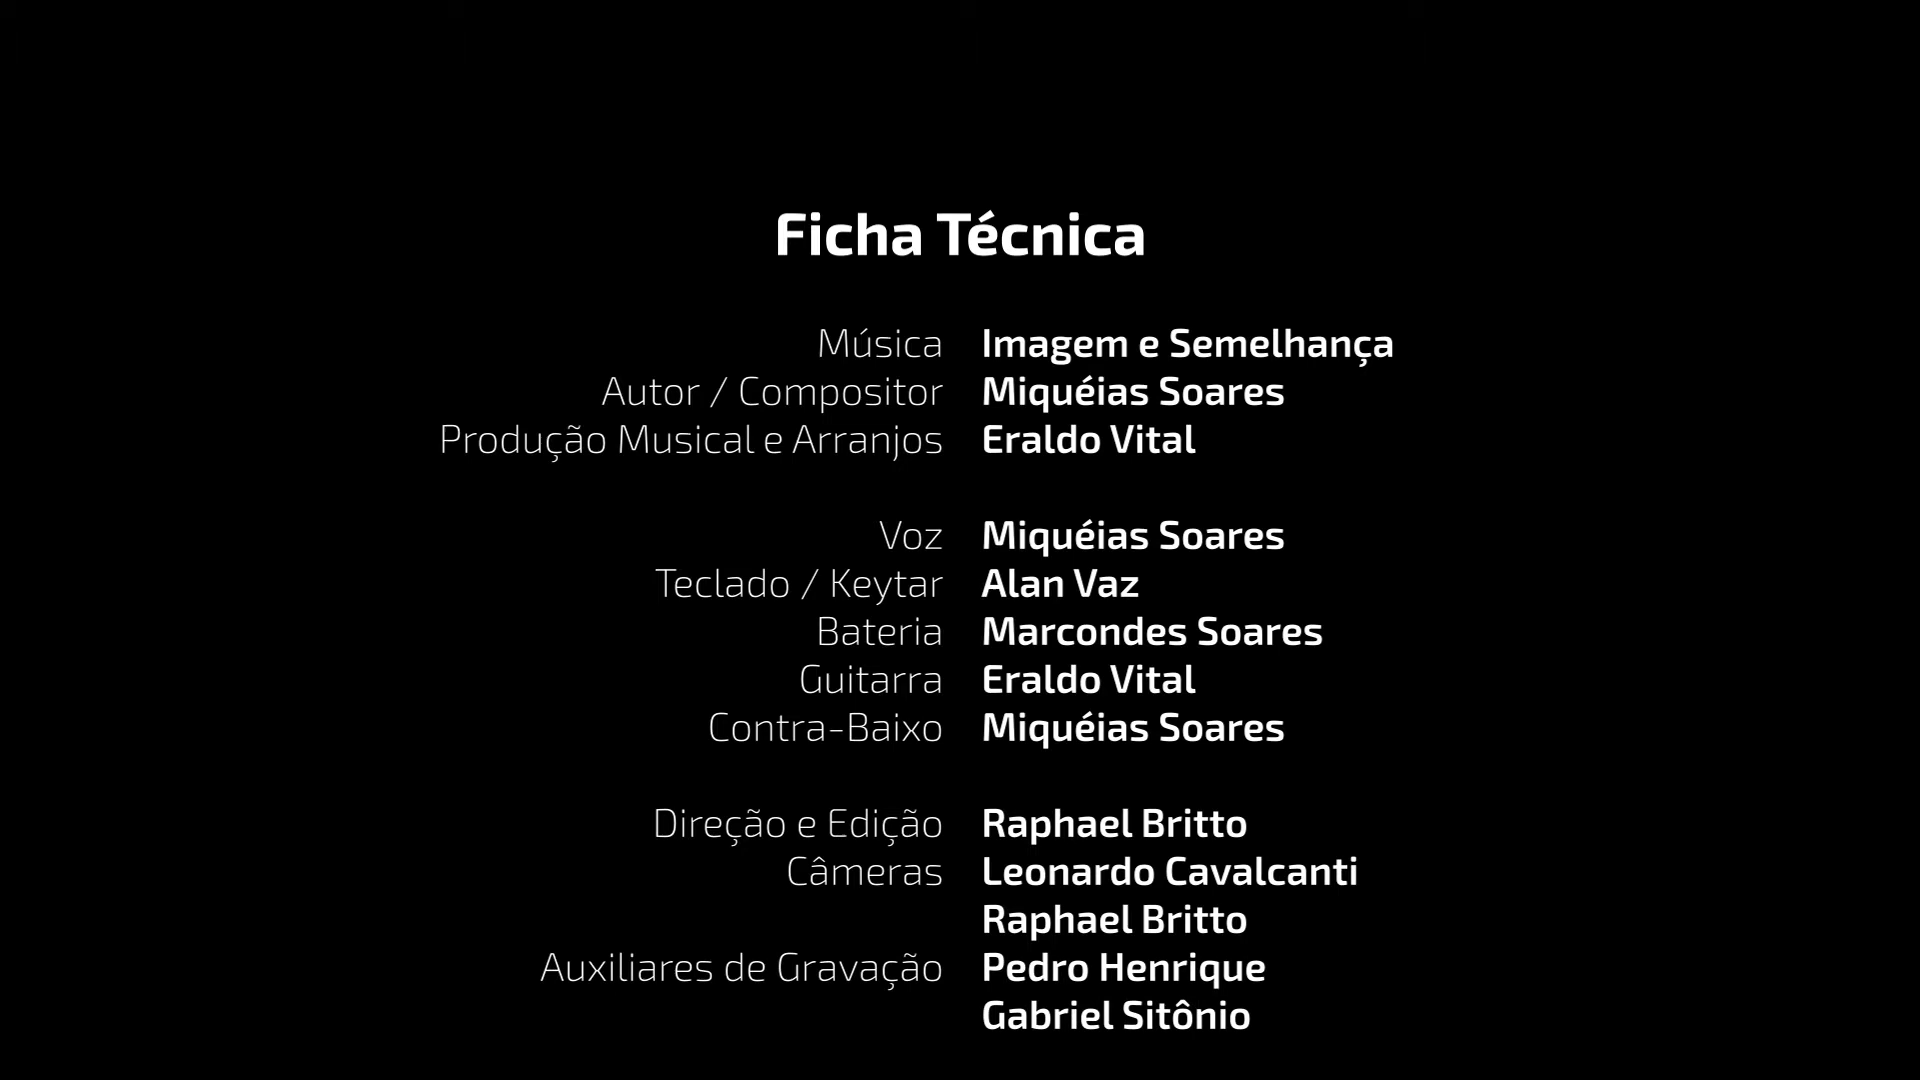 Ficha Técnica
Música Imagem e Semelhança
Autor / Compositor Miquéias Soares
Produção Musical e Arranjos Eraldo Vital
Voz Miquéias Soares
Teclado / Keytar Alan Vaz
Bateria Marcondes Soares
Guitarra Eraldo Vital
Contra-Baixo Miquéias Soares
Direção e Edição Raphael Britto
Câmeras Leonardo Cavalcanti
Raphael Britto
Auxiliares de Gravação Pedro Henrique
Gabriel Sitônio